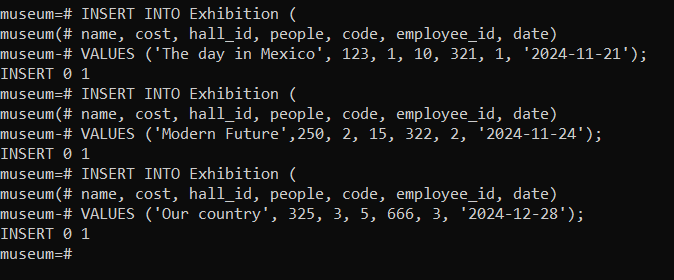 museum=# INSERT INTO Exhibition (
museum(# name, cost, hall_id, people, code, employee_id, date)
museum-# VALUES ('The day in Mexico', 123, 1, 10, 321, 1, '2024-11-21');
INSERT 0 1
museum=# INSERT INTO Exhibition (
museum(# name, cost, hall_id, people, code, employee_id, date)
museum-# VALUES ('Modern Future',250, 2, 15, 322, 2, '2024-11-24');
INSERT 0 1
museum=# INSERT INTO Exhibition (
museum(# name, cost, hall_id, people, code, employee_id, date)
museum-# VALUES ('Our country', 325, 3, 5, 666, 3, '2024-12-28');
INSERT 0 1
museum=#